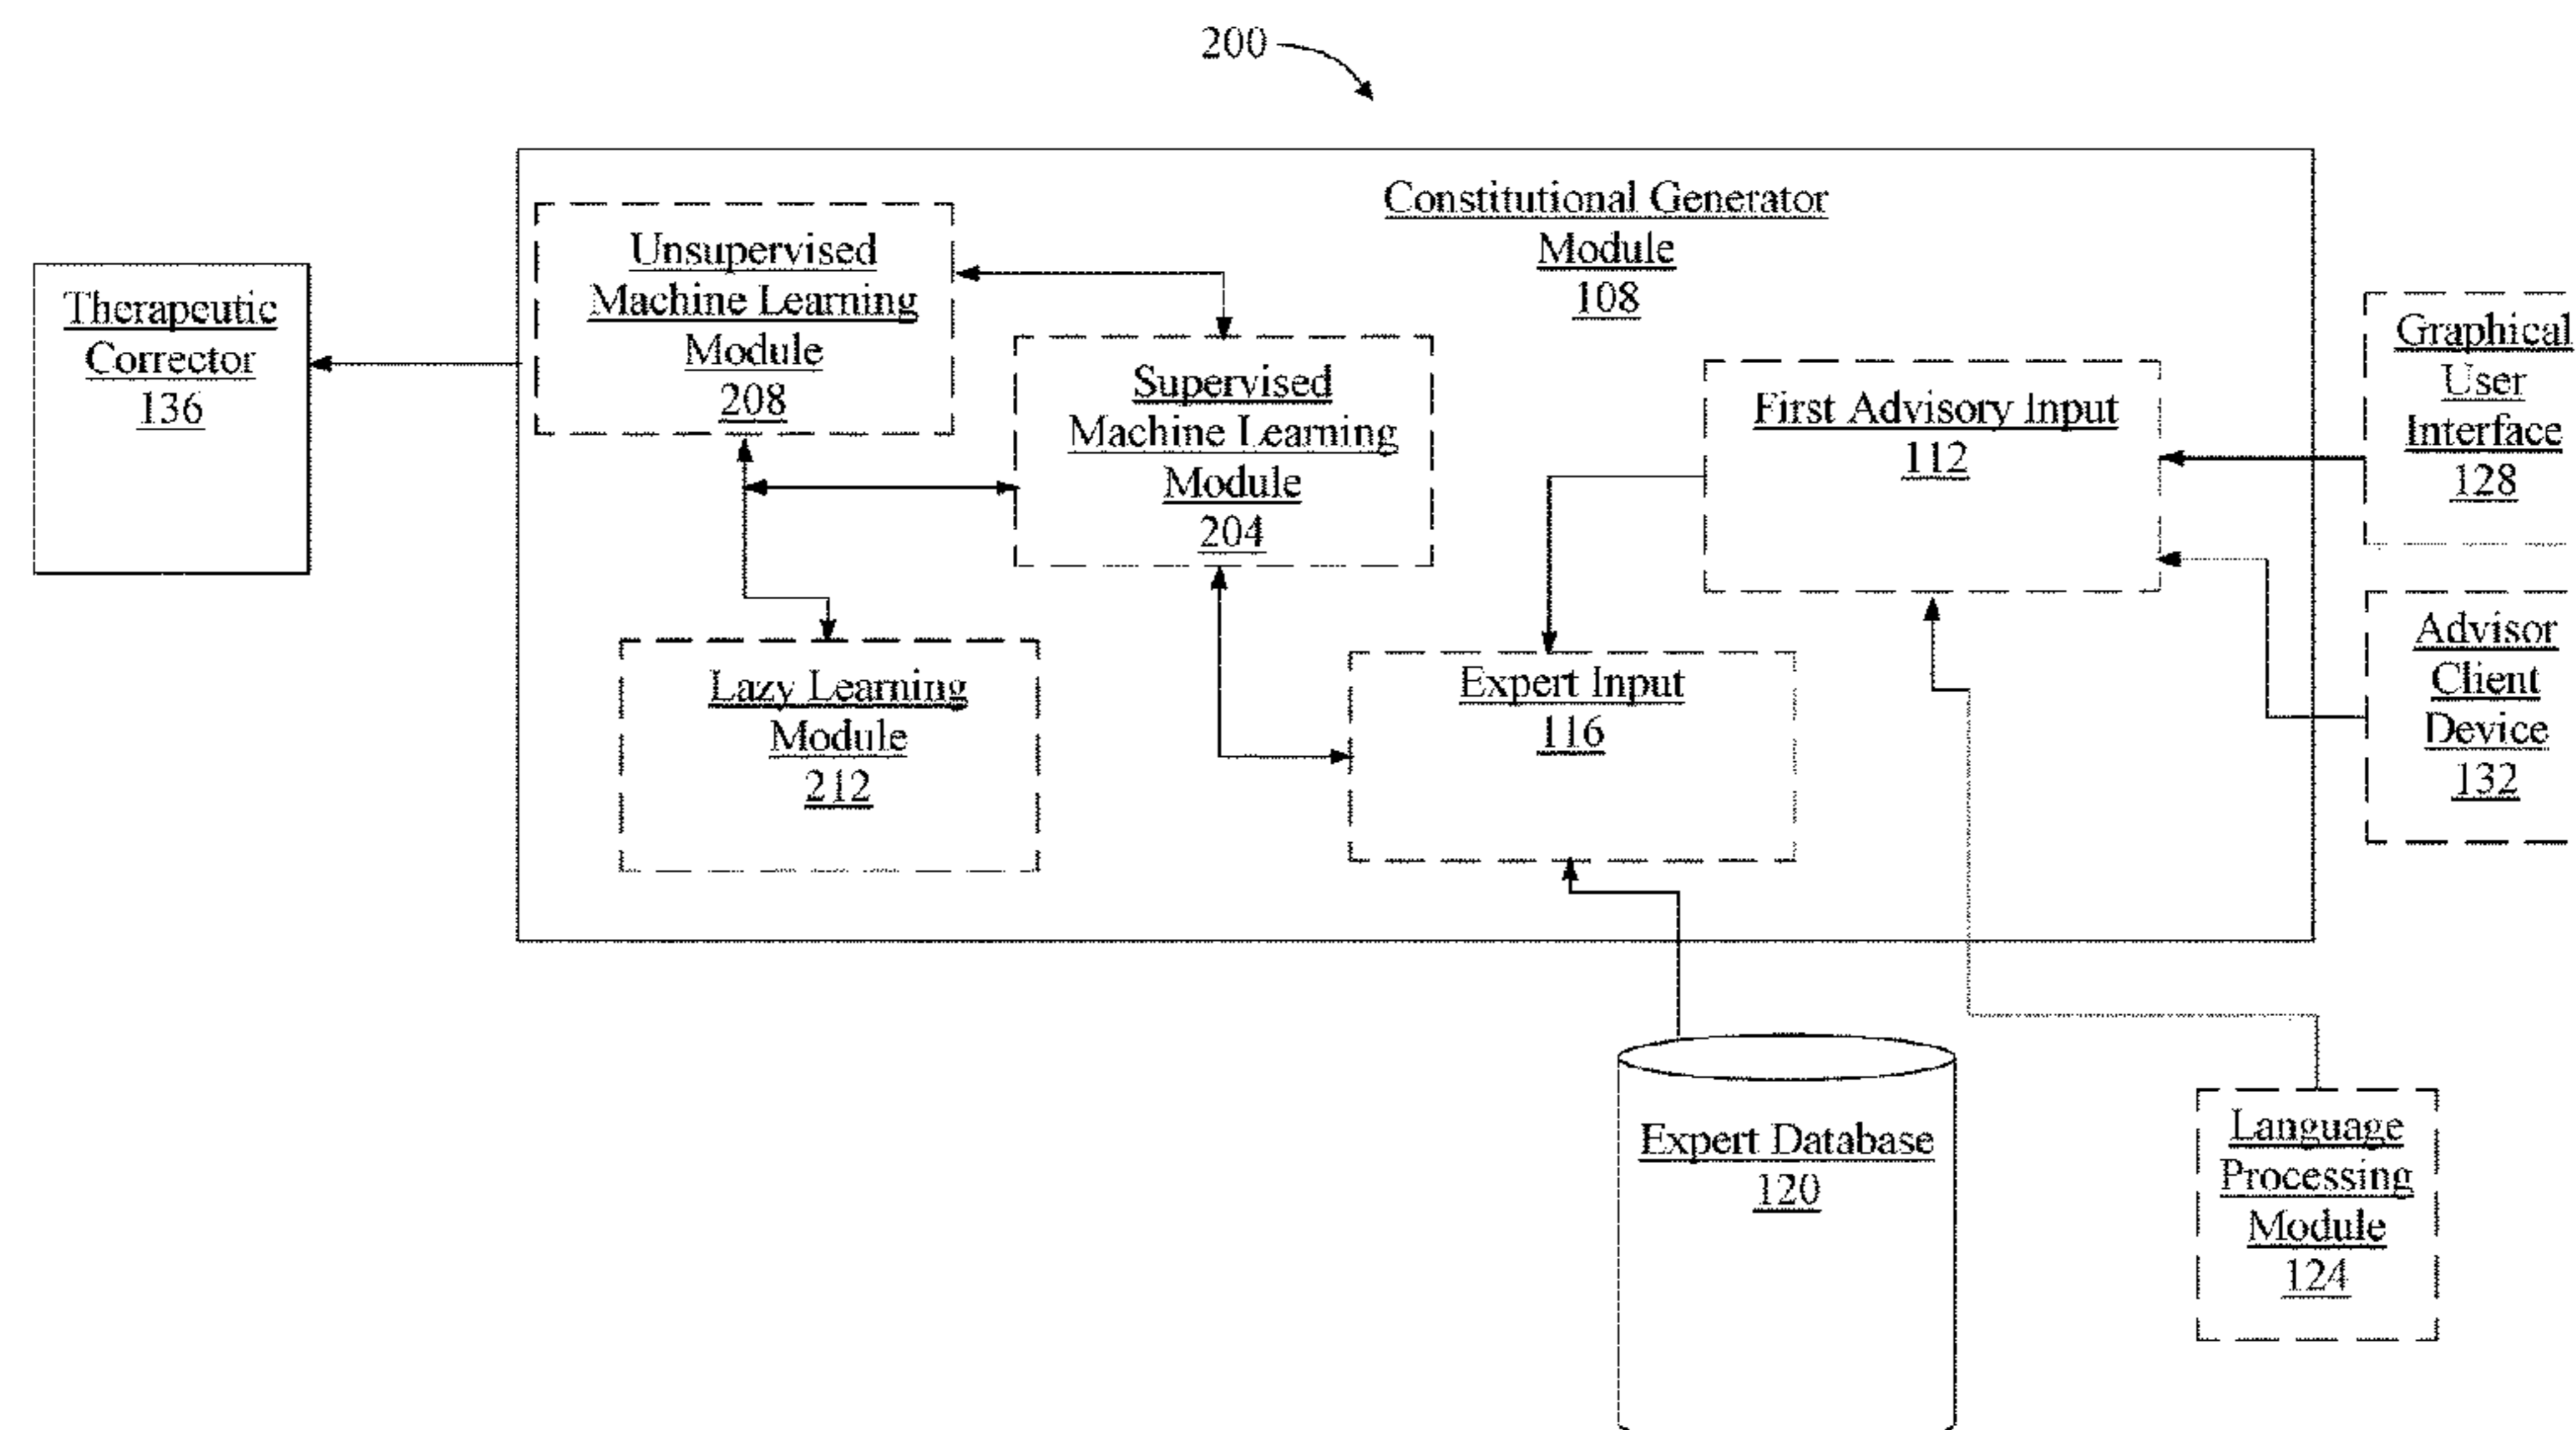 200
Constitutional Generator
Module
108
Unsupervised
Machine Learning
Module
208
Therapeutic
Corrector
136
Supervised
Machine Learning
Module
204
First Advisory Input
112
Graphical
User
Interface
128
Lazy Learning
Module
212
Expert Input
116
Advisor
Client
Device
132
Expert Database
120
Language
Processing
Module
124